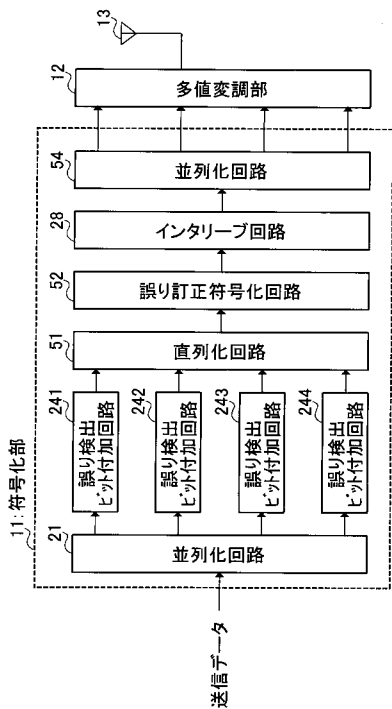 11:符号化部
送信データ
21
並列化回路
241
誤り検出
ビット付加回路
242
誤り検出
ビット付加回路
243
誤り検出
ビット付加回路
244
誤り検出
ビット付加回路
51
直列化回路
52
誤り訂正符号化回路
28
インタリーブ回路
54
並列化回路
12
多値変調部
13